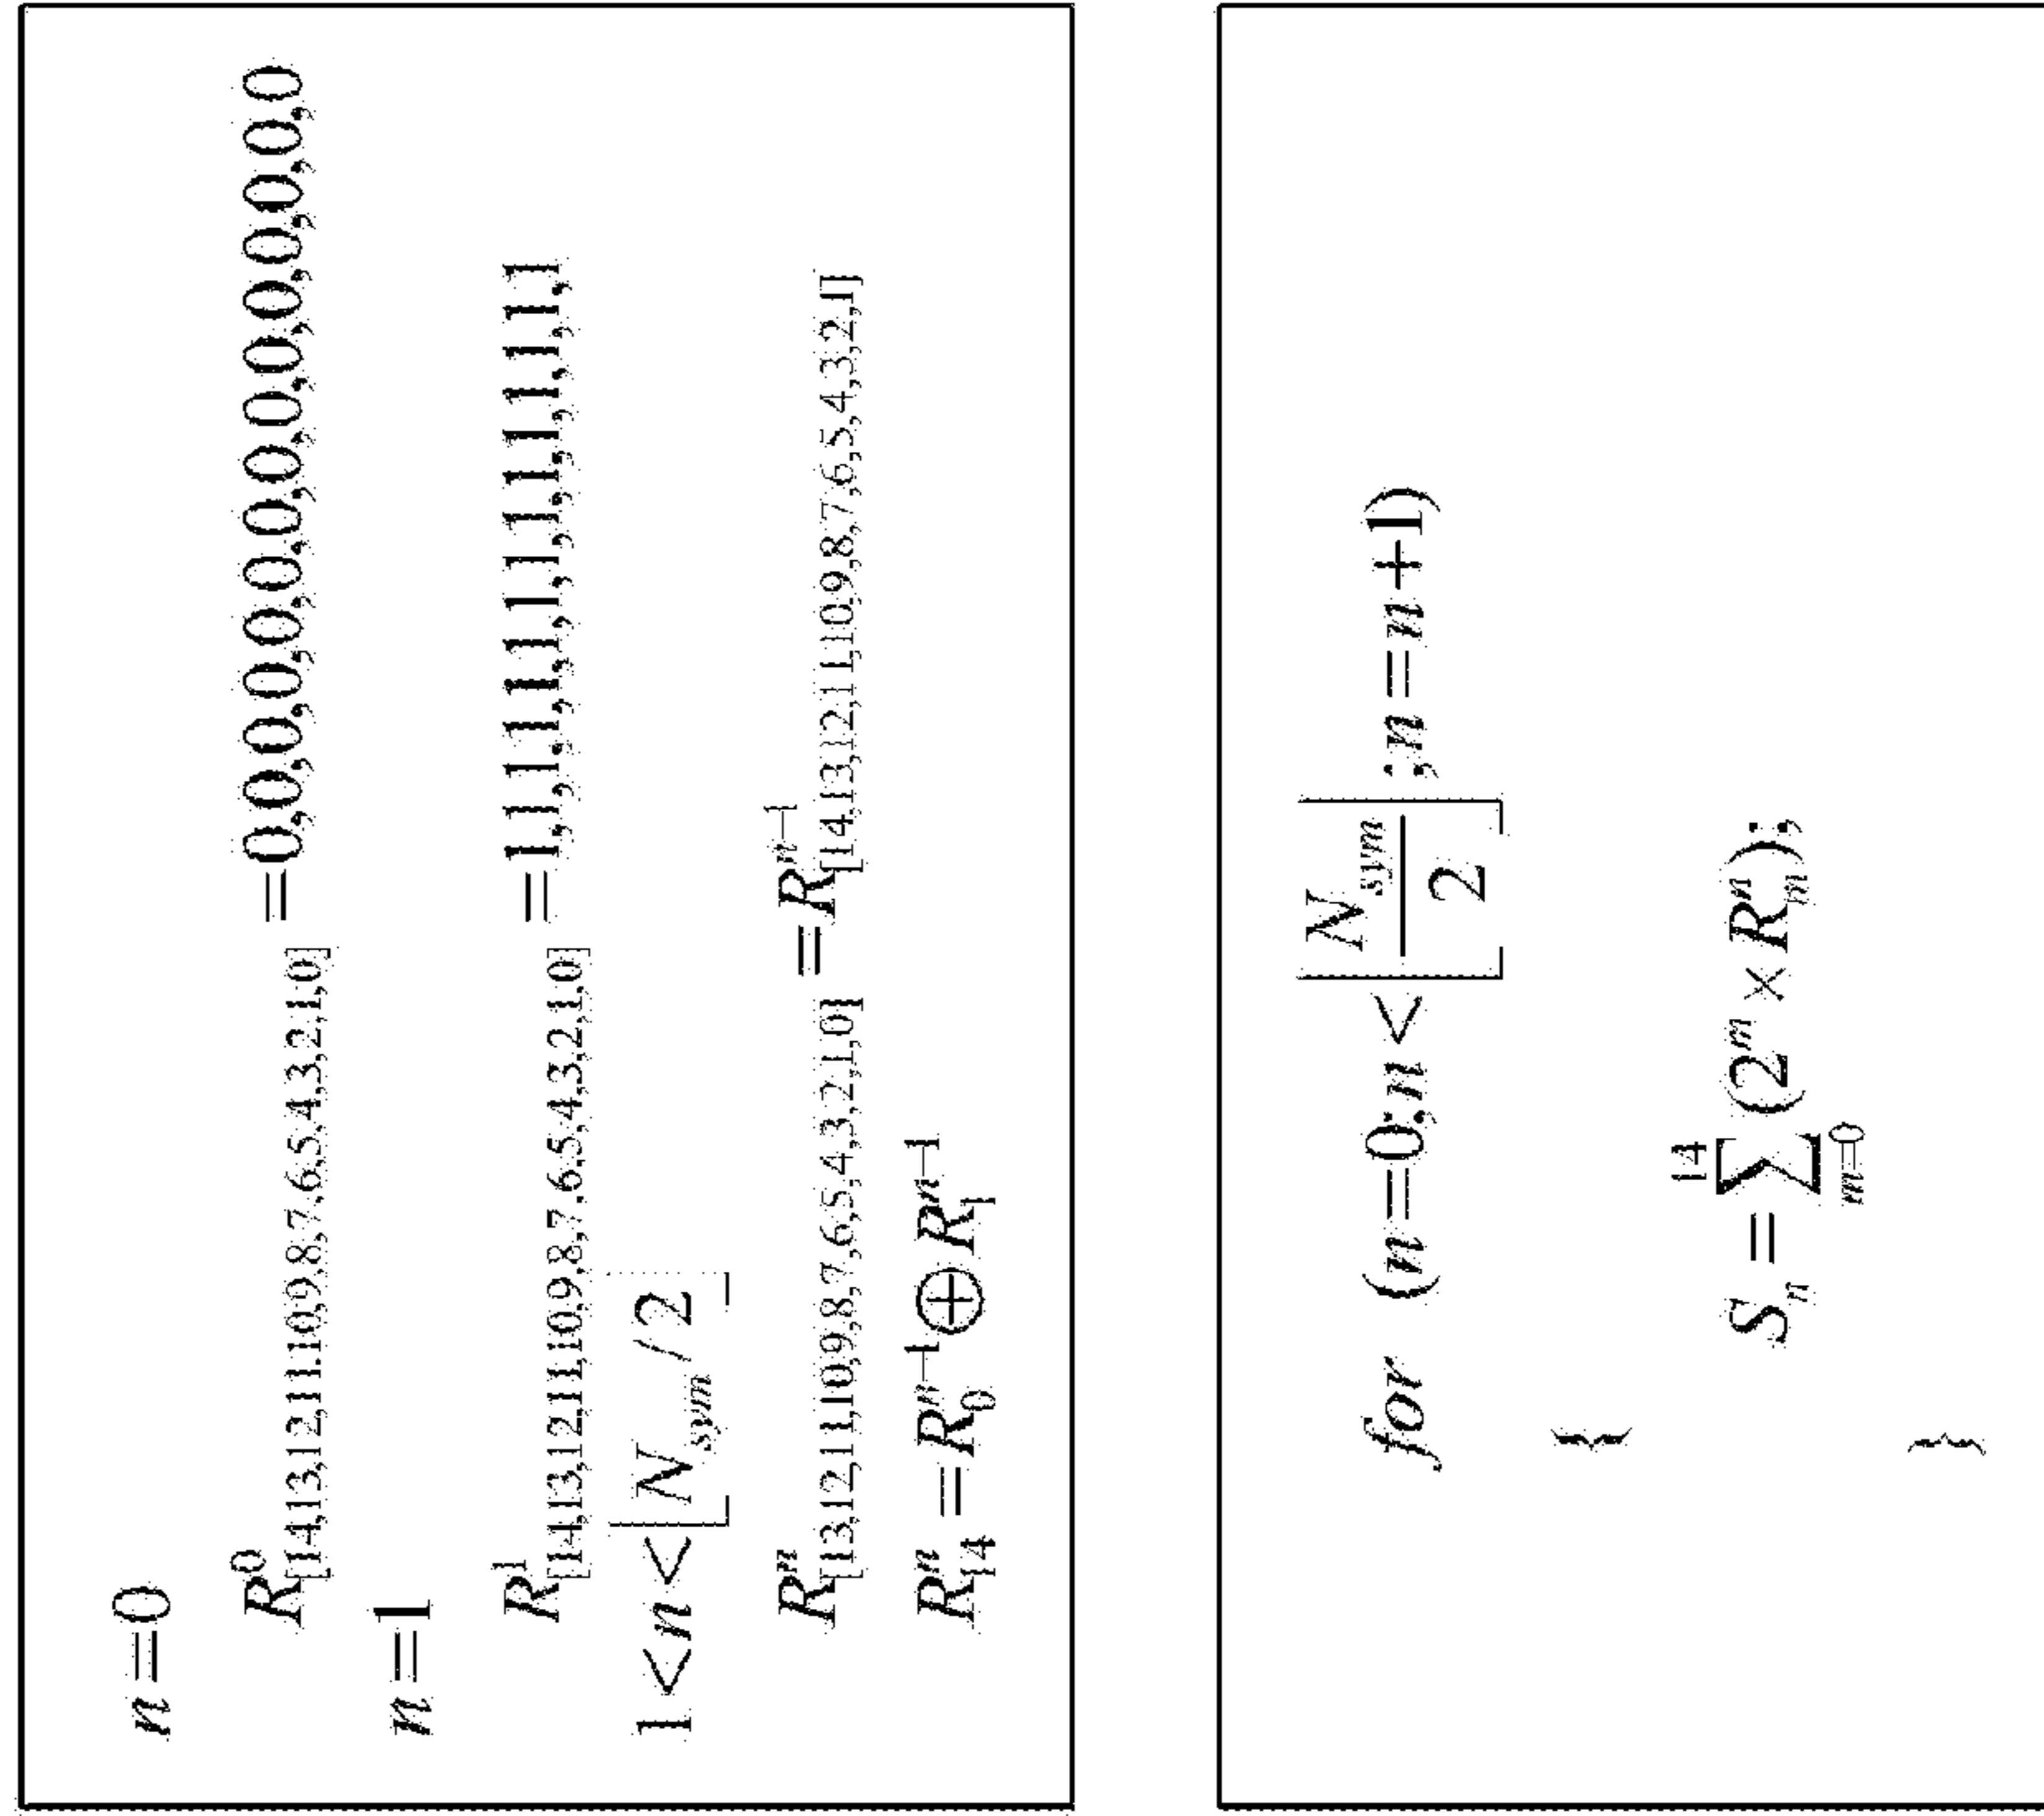 n=0
R^0_[14,13,12,11,10,9,8,7,6,5,4,3,2,1,0] =0,0,0,0,0,0,0,0,0,0,0,0,0,0,0
n=1
R^1_[14,13,12,11,10,9,8,7,6,5,4,3,2,1,0] =1,1,1,1,1,1,1,1,1,1,1,1,1,1,1
1<n<⌊N_sym/2⌋
R^n_[13,12,11,10,9,8,7,6,5,4,3,2,1,0] =R^{n-1}_[14,13,12,11,10,9,8,7,6,5,4,3,2,1]
R^n_14 =R^{n-1}_0⊕R^{n-1}_1
for (n=0;n<⌊N_sym/2⌋;n=n+1)
{
S_n=∑_{m=0}^{14}(2^m×R^n_m);
}